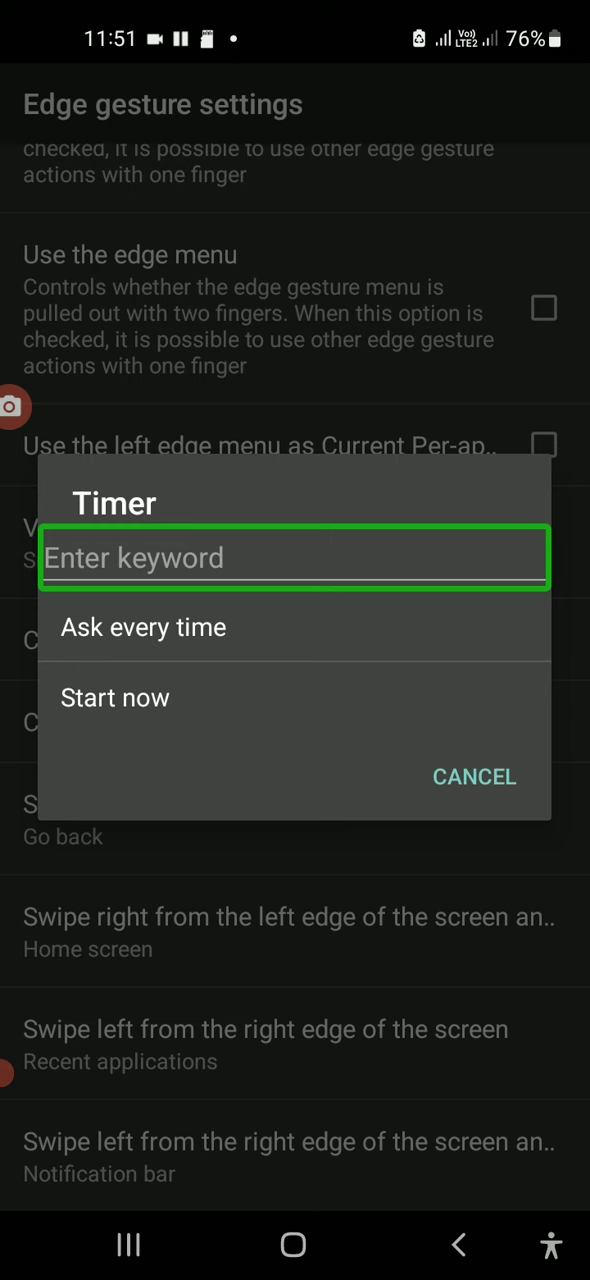 11:51
Vo))
LTE2
76%
Edge gesture settings
checked, it is possible to use other edge gesture
actions with one finger
Use the edge menu
Controls whether the edge gesture menu is
pulled out with two fingers. When this option is
checked, it is possible to use other edge gesture
actions with one finger
Use the left edge menu as Current Per-ap..
Timer
V
Enter keyword
S
Ask every time
C
Start now
C
CANCEL
S
Go back
Swipe right from the left edge of the screen an..
Home screen
Swipe left from the right edge of the screen
Recent applications
Swipe left from the right edge of the screen an..
Notification bar